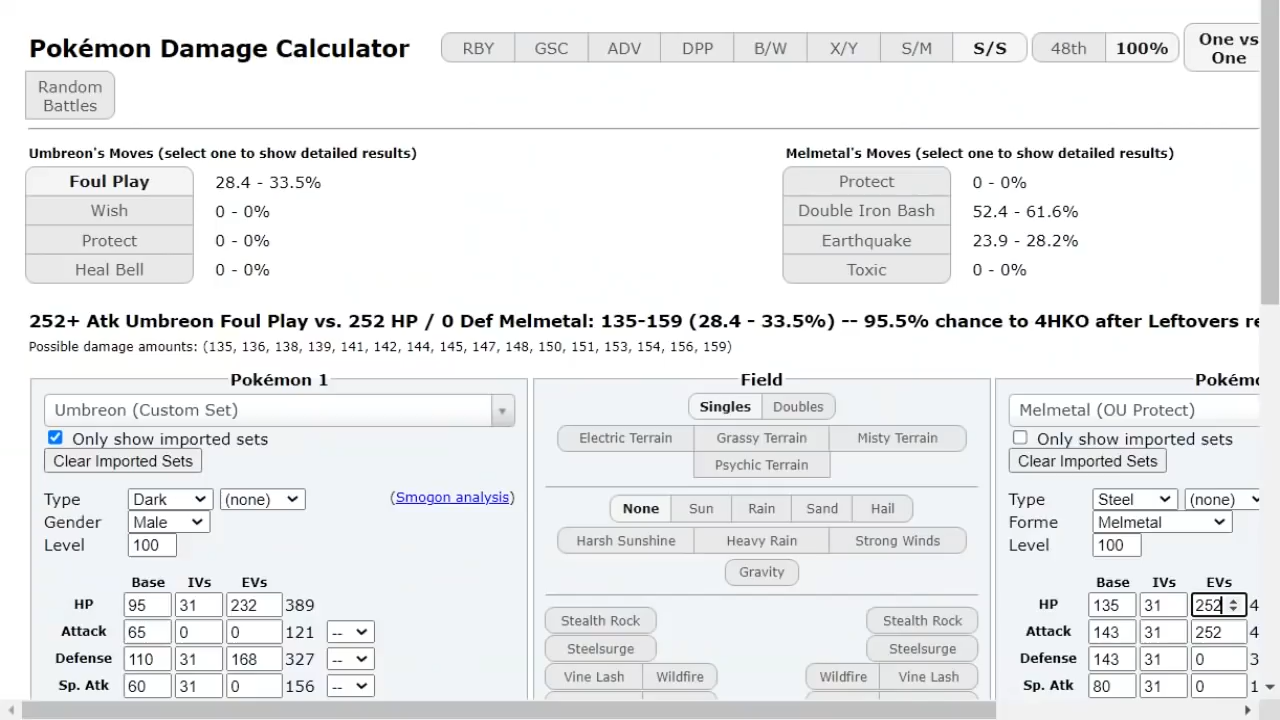 Pokémon Damage Calculator
RBY GSC ADV DPP B/W X/Y S/M S/S 48th 100% One vs One
Random Battles
Umbreon's Moves (select one to show detailed results)
Foul Play 28.4 - 33.5%
Wish 0 - 0%
Protect 0 - 0%
Heal Bell 0 - 0%
Melmetal's Moves (select one to show detailed results)
Protect 0 - 0%
Double Iron Bash 52.4 - 61.6%
Earthquake 23.9 - 28.2%
Toxic 0 - 0%
252+ Atk Umbreon Foul Play vs. 252 HP / 0 Def Melmetal: 135-159 (28.4 - 33.5%) -- 95.5% chance to 4HKO after Leftovers re
Possible damage amounts: (135, 136, 138, 139, 141, 142, 144, 145, 147, 148, 150, 151, 153, 154, 156, 159)
Pokémon 1
Umbreon (Custom Set)
Only show imported sets
Clear Imported Sets
Type Dark (none) (Smogon analysis)
Gender Male
Level 100
Base IVs EVs
HP 95 31 232 389
Attack 65 0 0 121 --
Defense 110 31 168 327 --
Sp. Atk 60 31 0 156 --
Field
Singles Doubles
Electric Terrain Grassy Terrain Misty Terrain
Psychic Terrain
None Sun Rain Sand Hail
Harsh Sunshine Heavy Rain Strong Winds
Gravity
Stealth Rock Stealth Rock
Steelsurge Steelsurge
Vine Lash Wildfire Wildfire Vine Lash
Pokémo
Melmetal (OU Protect)
Only show imported sets
Clear Imported Sets
Type Steel (none)
Forme Melmetal
Level 100
Base IVs EVs
HP 135 31 252 4
Attack 143 31 252 4
Defense 143 31 0 3
Sp. Atk 80 31 0 1